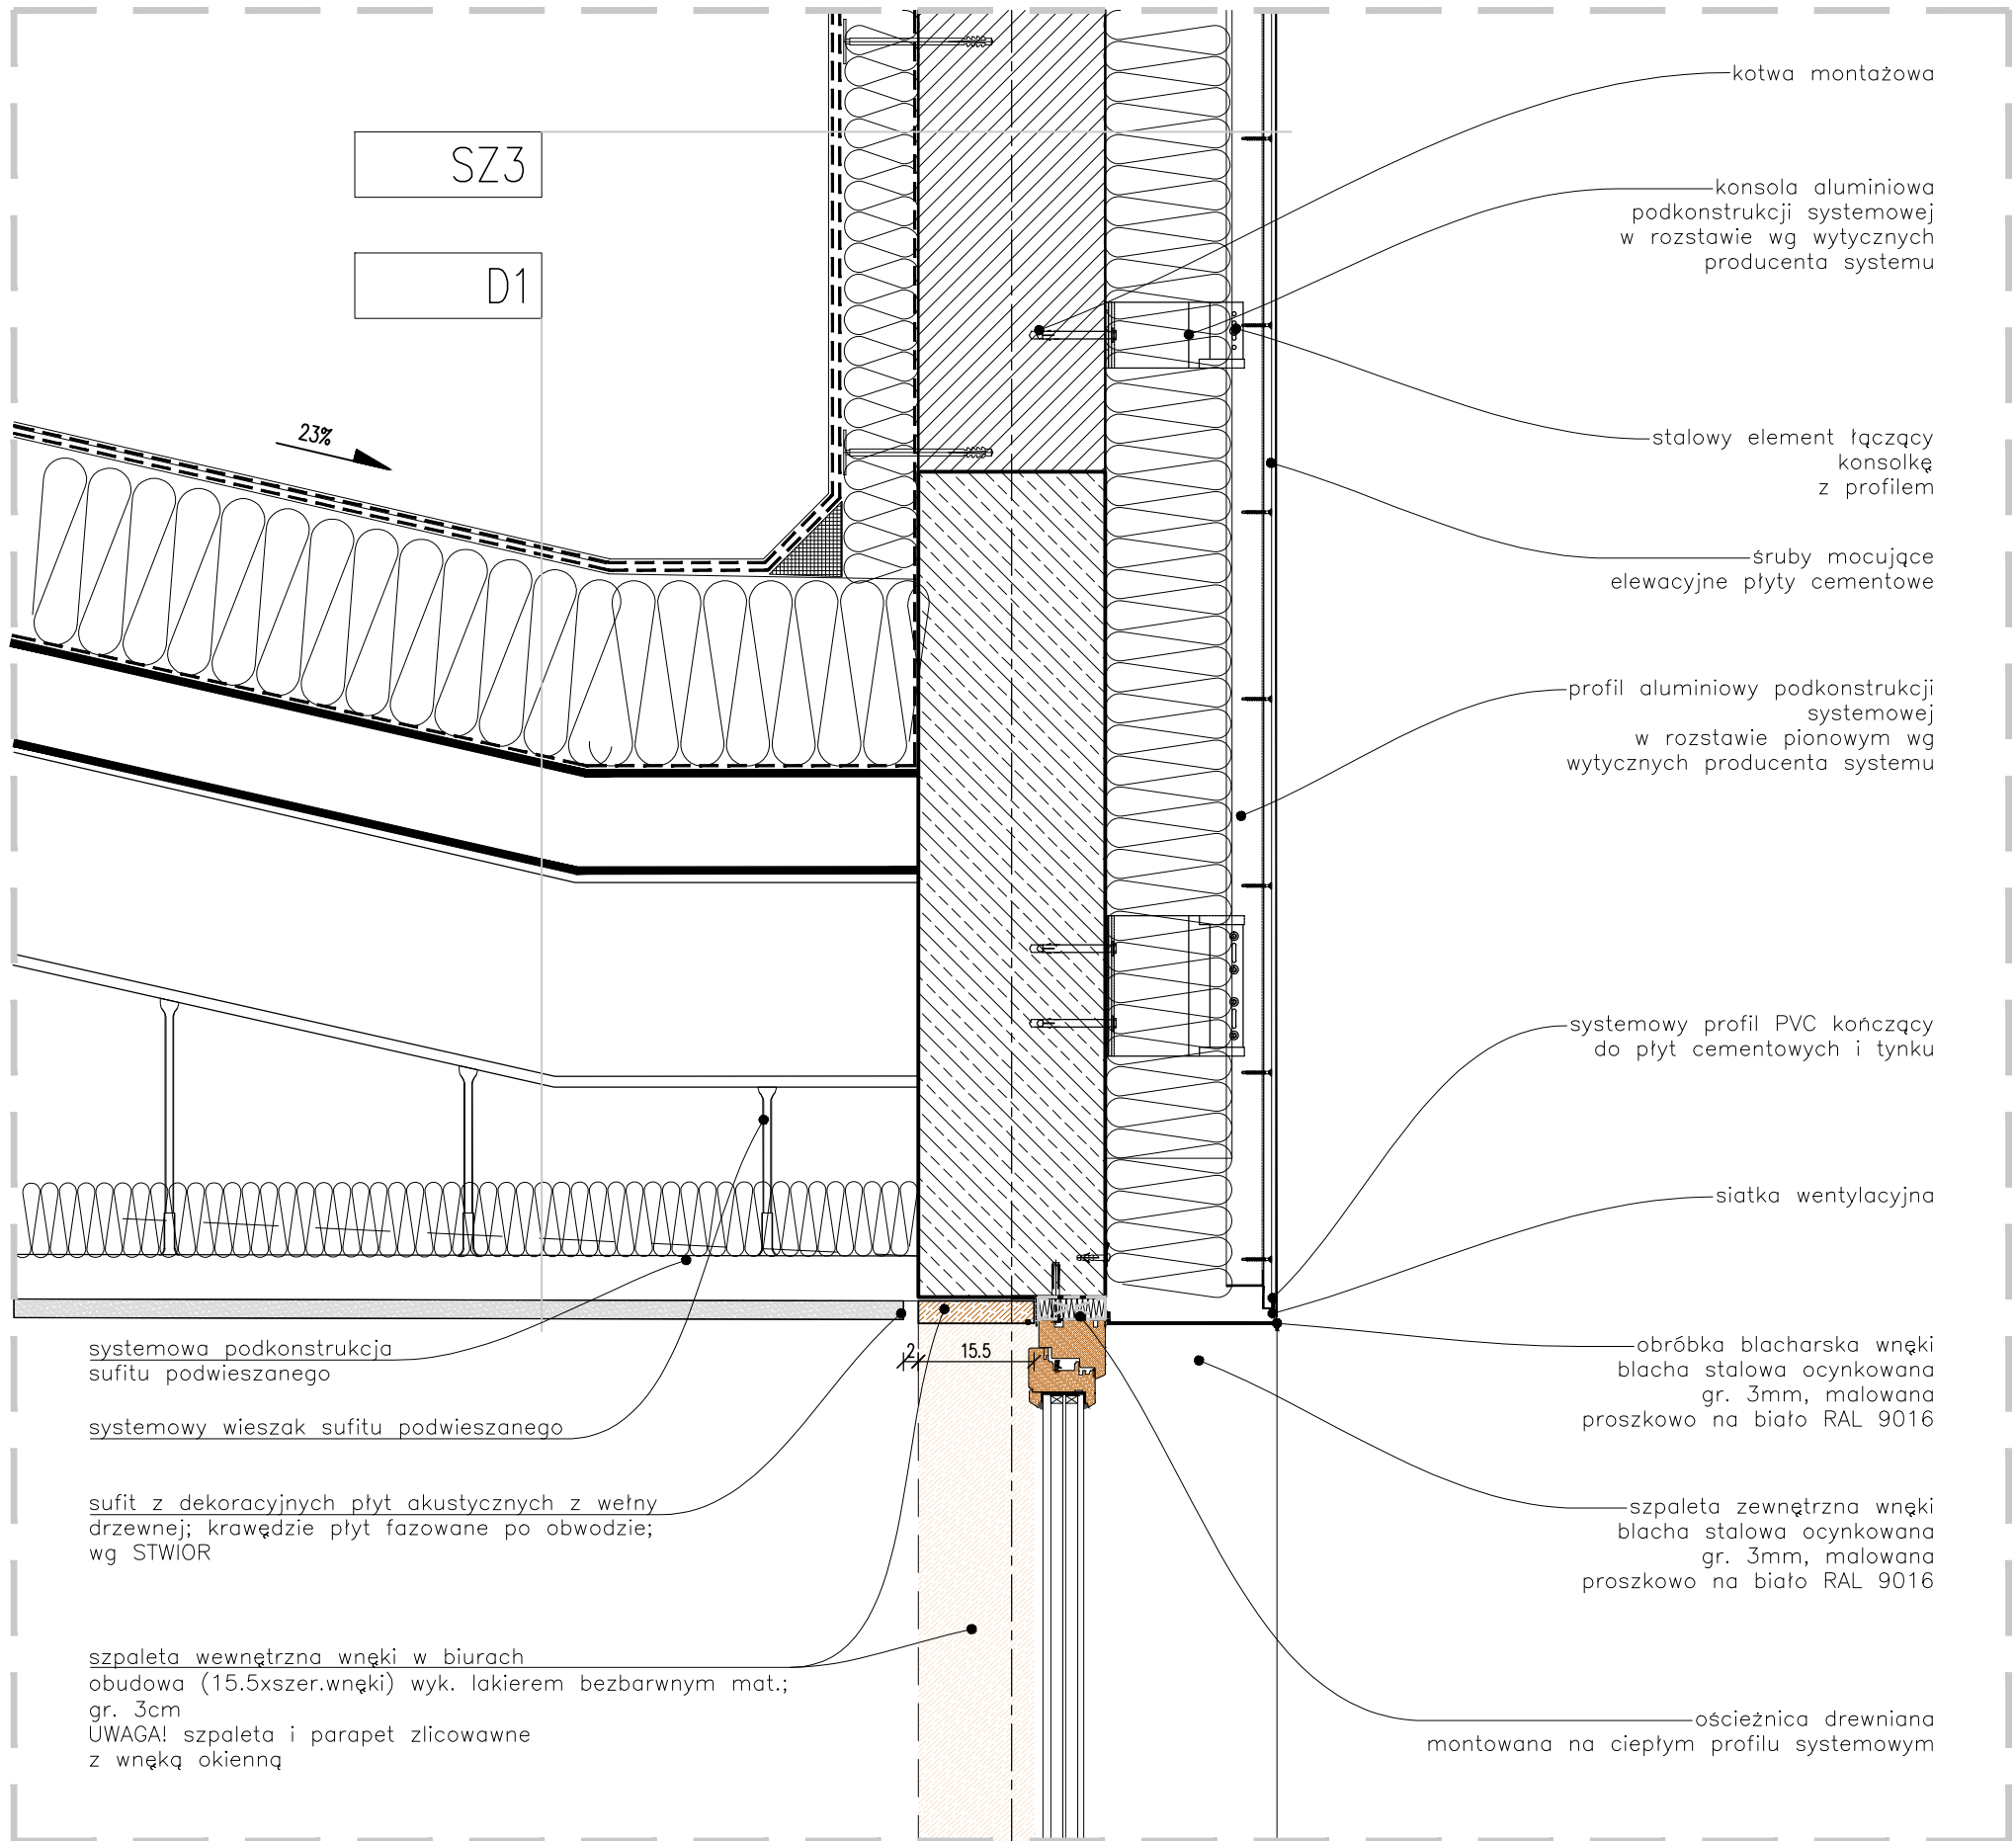 SZ3
D1
23%
kotwa montażowa
konsola aluminiowa
podkonstrukcji systemowej
w rozstawie wg wytycznych
producenta systemu
stalowy element łączący
konsolkę
z profilem
śruby mocujące
elewacyjne płyty cementowe
profil aluminiowy podkonstrukcji
systemowej
w rozstawie pionowym wg
wytycznych producenta systemu
systemowy profil PVC kończący
do płyt cementowych i tynku
siatka wentylacyjna
obróbka blacharska wnęki
blacha stalowa ocynkowana
gr. 3mm, malowana
proszkowo na biało RAL 9016
szpaleta zewnętrzna wnęki
blacha stalowa ocynkowana
gr. 3mm, malowana
proszkowo na biało RAL 9016
ościeżnica drewniana
montowana na ciepłym profilu systemowym
2
15.5
systemowa podkonstrukcja
sufitu podwieszanego
systemowy wieszak sufitu podwieszanego
sufit z dekoracyjnych płyt akustycznych z wełny
drzewnej; krawędzie płyt fazowane po obwodzie;
wg STWIOR
szpaleta wewnętrzna wnęki w biurach
obudowa (15.5xszer.wnęki) wyk. lakierem bezbarwnym mat.;
gr. 3cm
UWAGA! szpaleta i parapet zlicowawne
z wnęką okienną